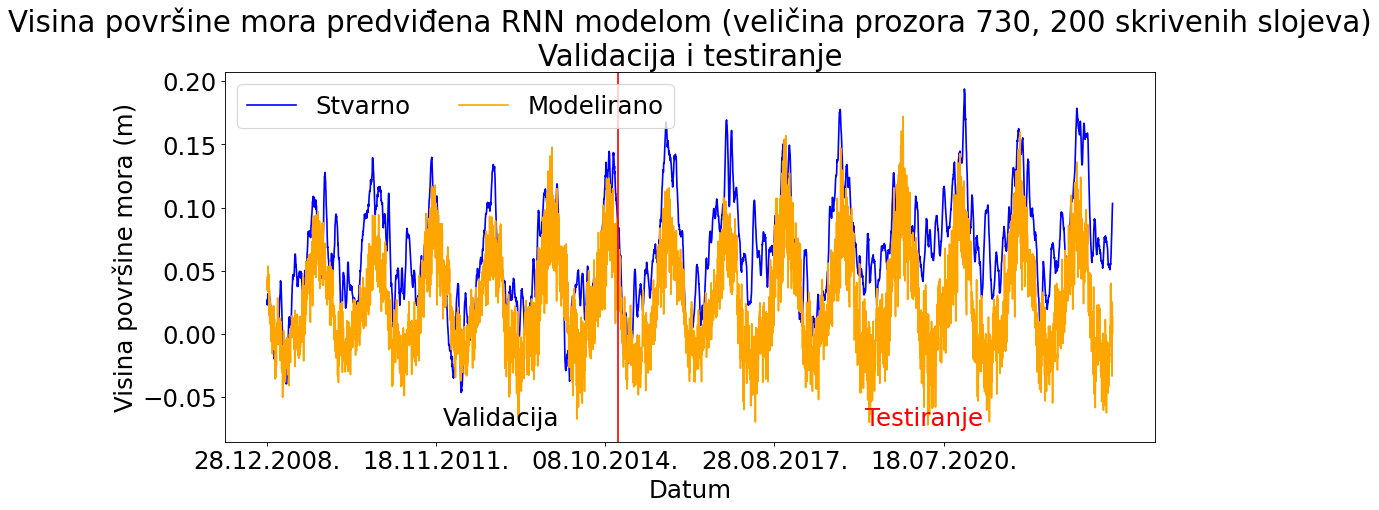 Visina površine mora predviđena RNN modelom (veličina prozora 730, 200 skrivenih slojeva)
Validacija i testiranje
Stvarno
Modelirano
Visina površine mora (m)
0.20
0.15
0.10
0.05
0.00
−0.05
Validacija
Testiranje
28.12.2008.
18.11.2011.
08.10.2014.
28.08.2017.
18.07.2020.
Datum